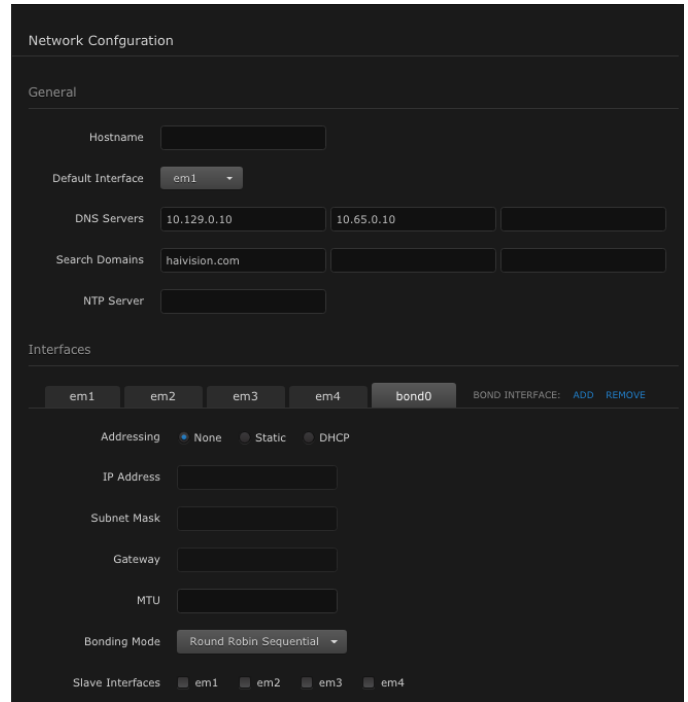 Network Confguration
General
Hostname
Default Interface em1
DNS Servers 10.129.0.10 10.65.0.10
Search Domains haivision.com
NTP Server
Interfaces
em1 em2 em3 em4 bond0 BOND INTERFACE: ADD REMOVE
Addressing None Static DHCP
IP Address
Subnet Mask
Gateway
MTU
Bonding Mode Round Robin Sequential
Slave Interfaces em1 em2 em3 em4